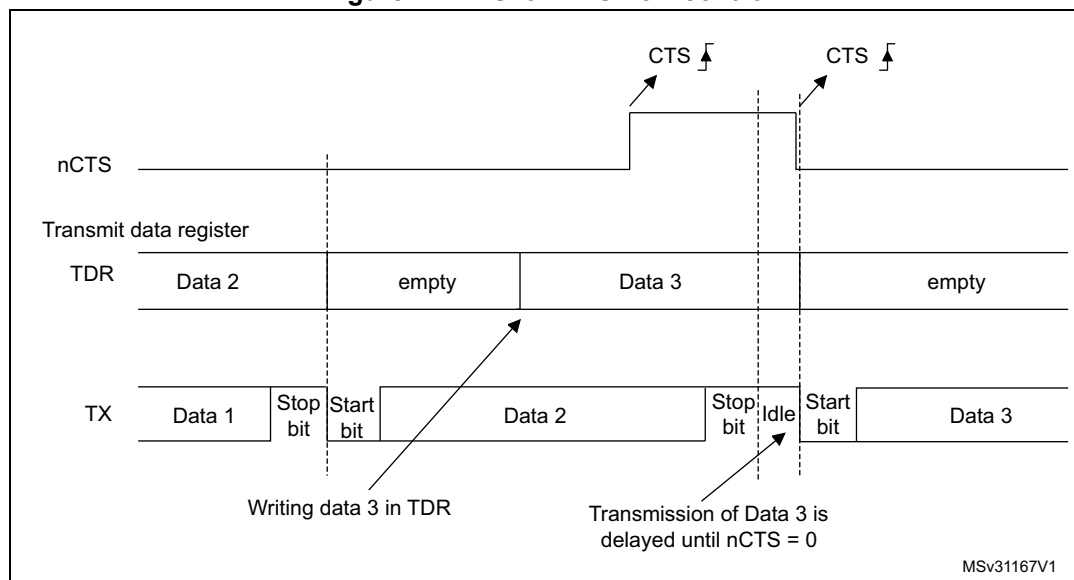 CTS CTS
nCTS
Transmit data register
TDR Data 2 empty Data 3 empty
TX Data 1 Stop bit Start bit Data 2 Stop bit Idle Start bit Data 3
Writing data 3 in TDR
Transmission of Data 3 is
delayed until nCTS = 0
MSv31167V1